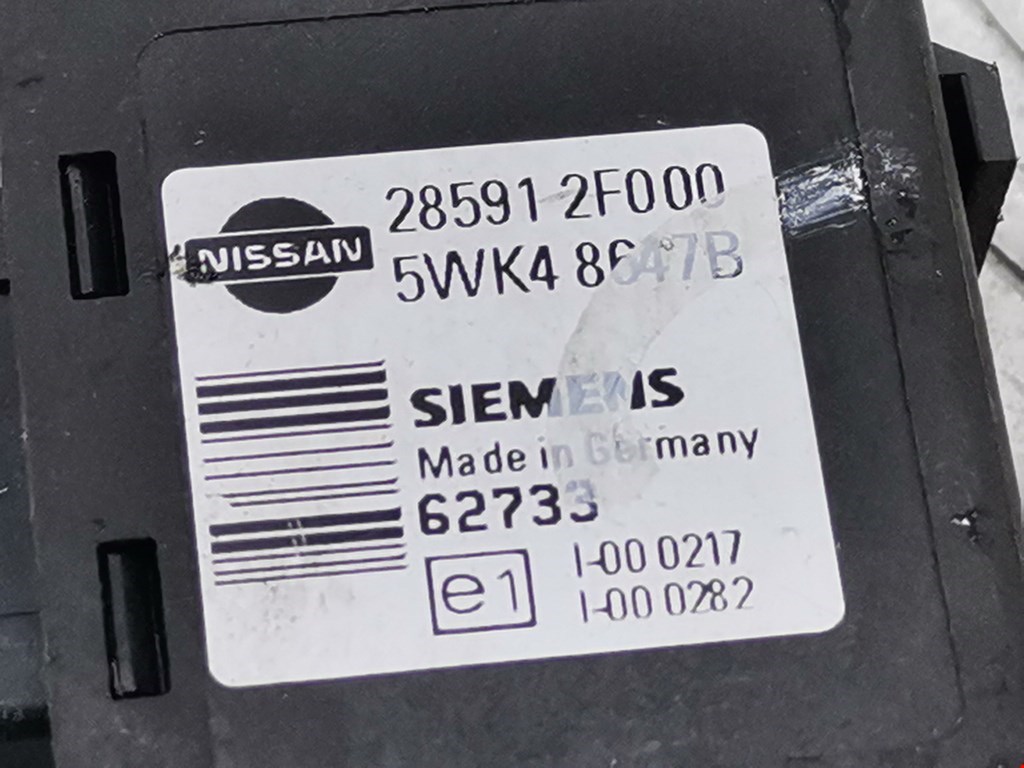 NISSAN
28591 2F000
5WK4 8647B
SIEMENS
Made in Germany
62733
e1
I-00 0217
I-00 0282